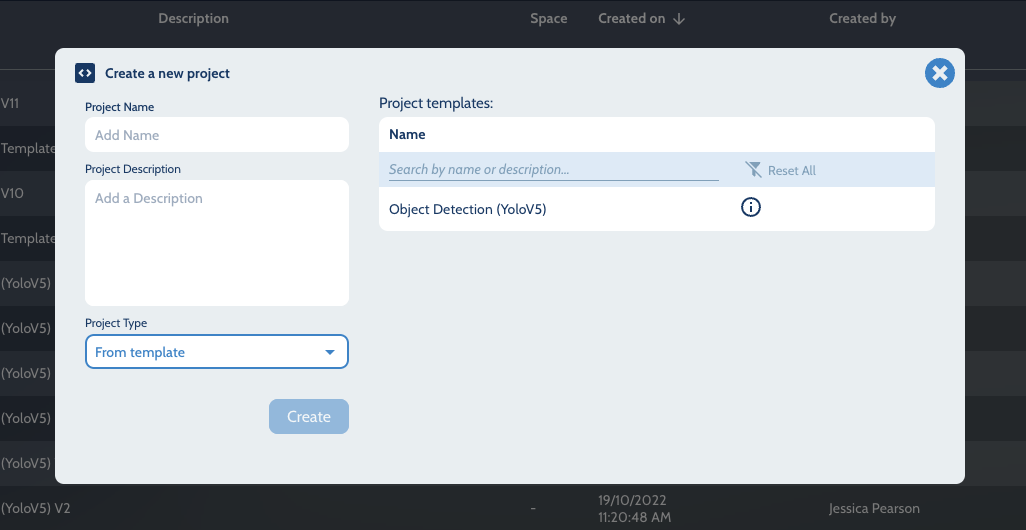 Description Space Created on Created by
Create a new project
Project Name
Add Name
Project Description
Add a Description
Project Type
From template
Create
Project templates:
Name
Search by name or description...
Reset All
Object Detection (YoloV5)
V11
Template
V10
Template
(YoloV5)
(YoloV5)
(YoloV5)
(YoloV5)
(YoloV5)
(YoloV5) V2 - 19/10/2022 Jessica Pearson
11:20:48 AM